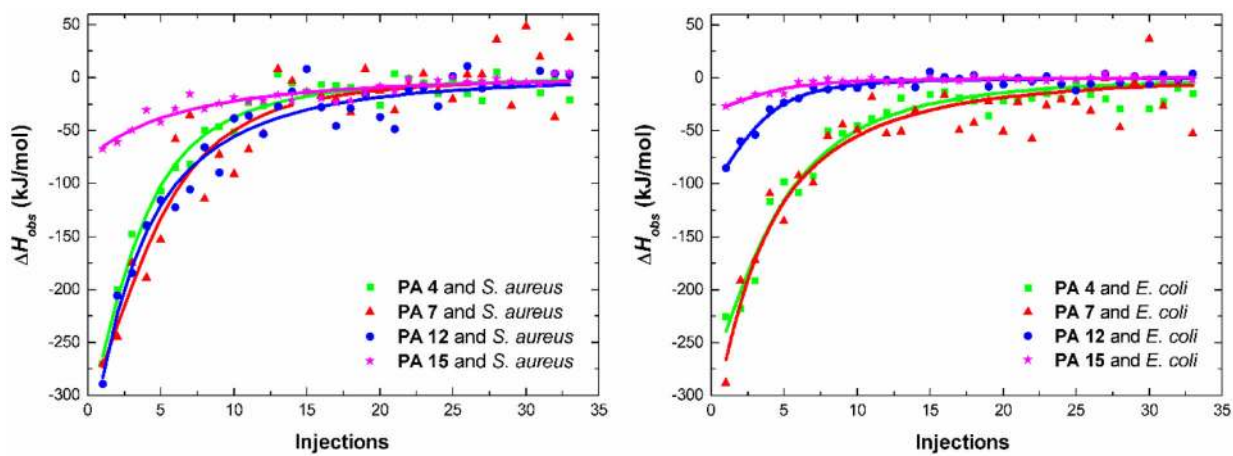 50
0
-50
-100
-150
-200
-250
-300
ΔH_obs (kJ/mol)
PA 4 and S. aureus
PA 7 and S. aureus
PA 12 and S. aureus
PA 15 and S. aureus
0 5 10 15 20 25 30 35
Injections
50
0
-50
-100
-150
-200
-250
-300
ΔH_obs (kJ/mol)
PA 4 and E. coli
PA 7 and E. coli
PA 12 and E. coli
PA 15 and E. coli
0 5 10 15 20 25 30 35
Injections